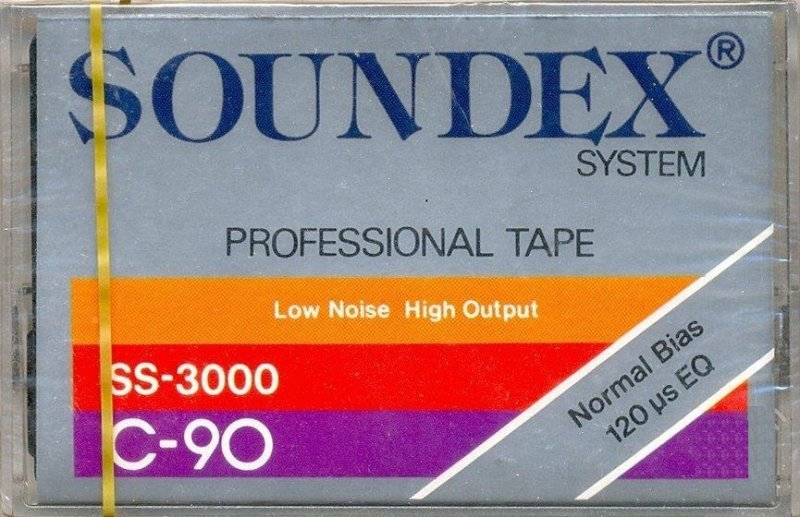 SOUNDEX®
SYSTEM
PROFESSIONAL TAPE
Low Noise High Output
SS-3000
C-90
Normal Bias
120 µs EQ